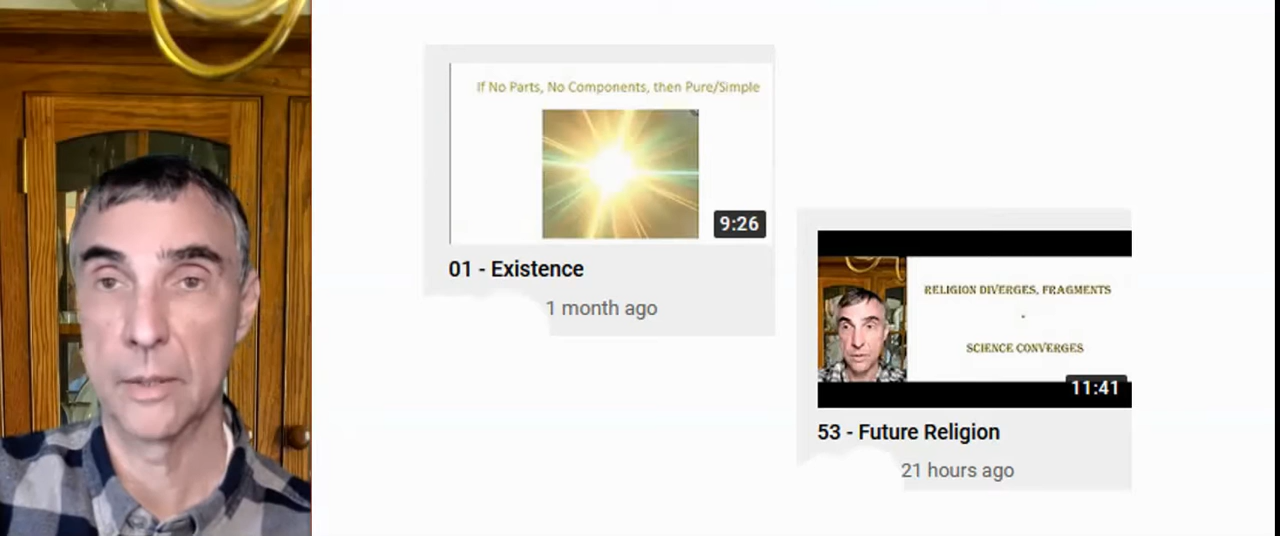 If No Parts, No Components, then Pure/Simple
9:26
01 - Existence
1 month ago
RELIGION DIVERGES, FRAGMENTS
SCIENCE CONVERGES
11:41
53 - Future Religion
21 hours ago